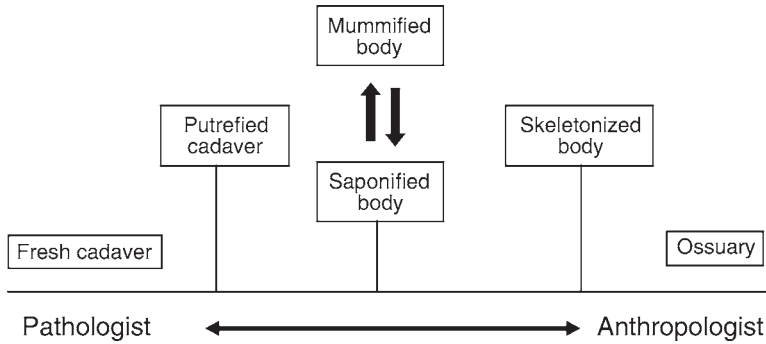 Mummified
body
Putrefied
cadaver
Skeletonized
body
Saponified
body
Fresh cadaver
Ossuary
Pathologist
Anthropologist